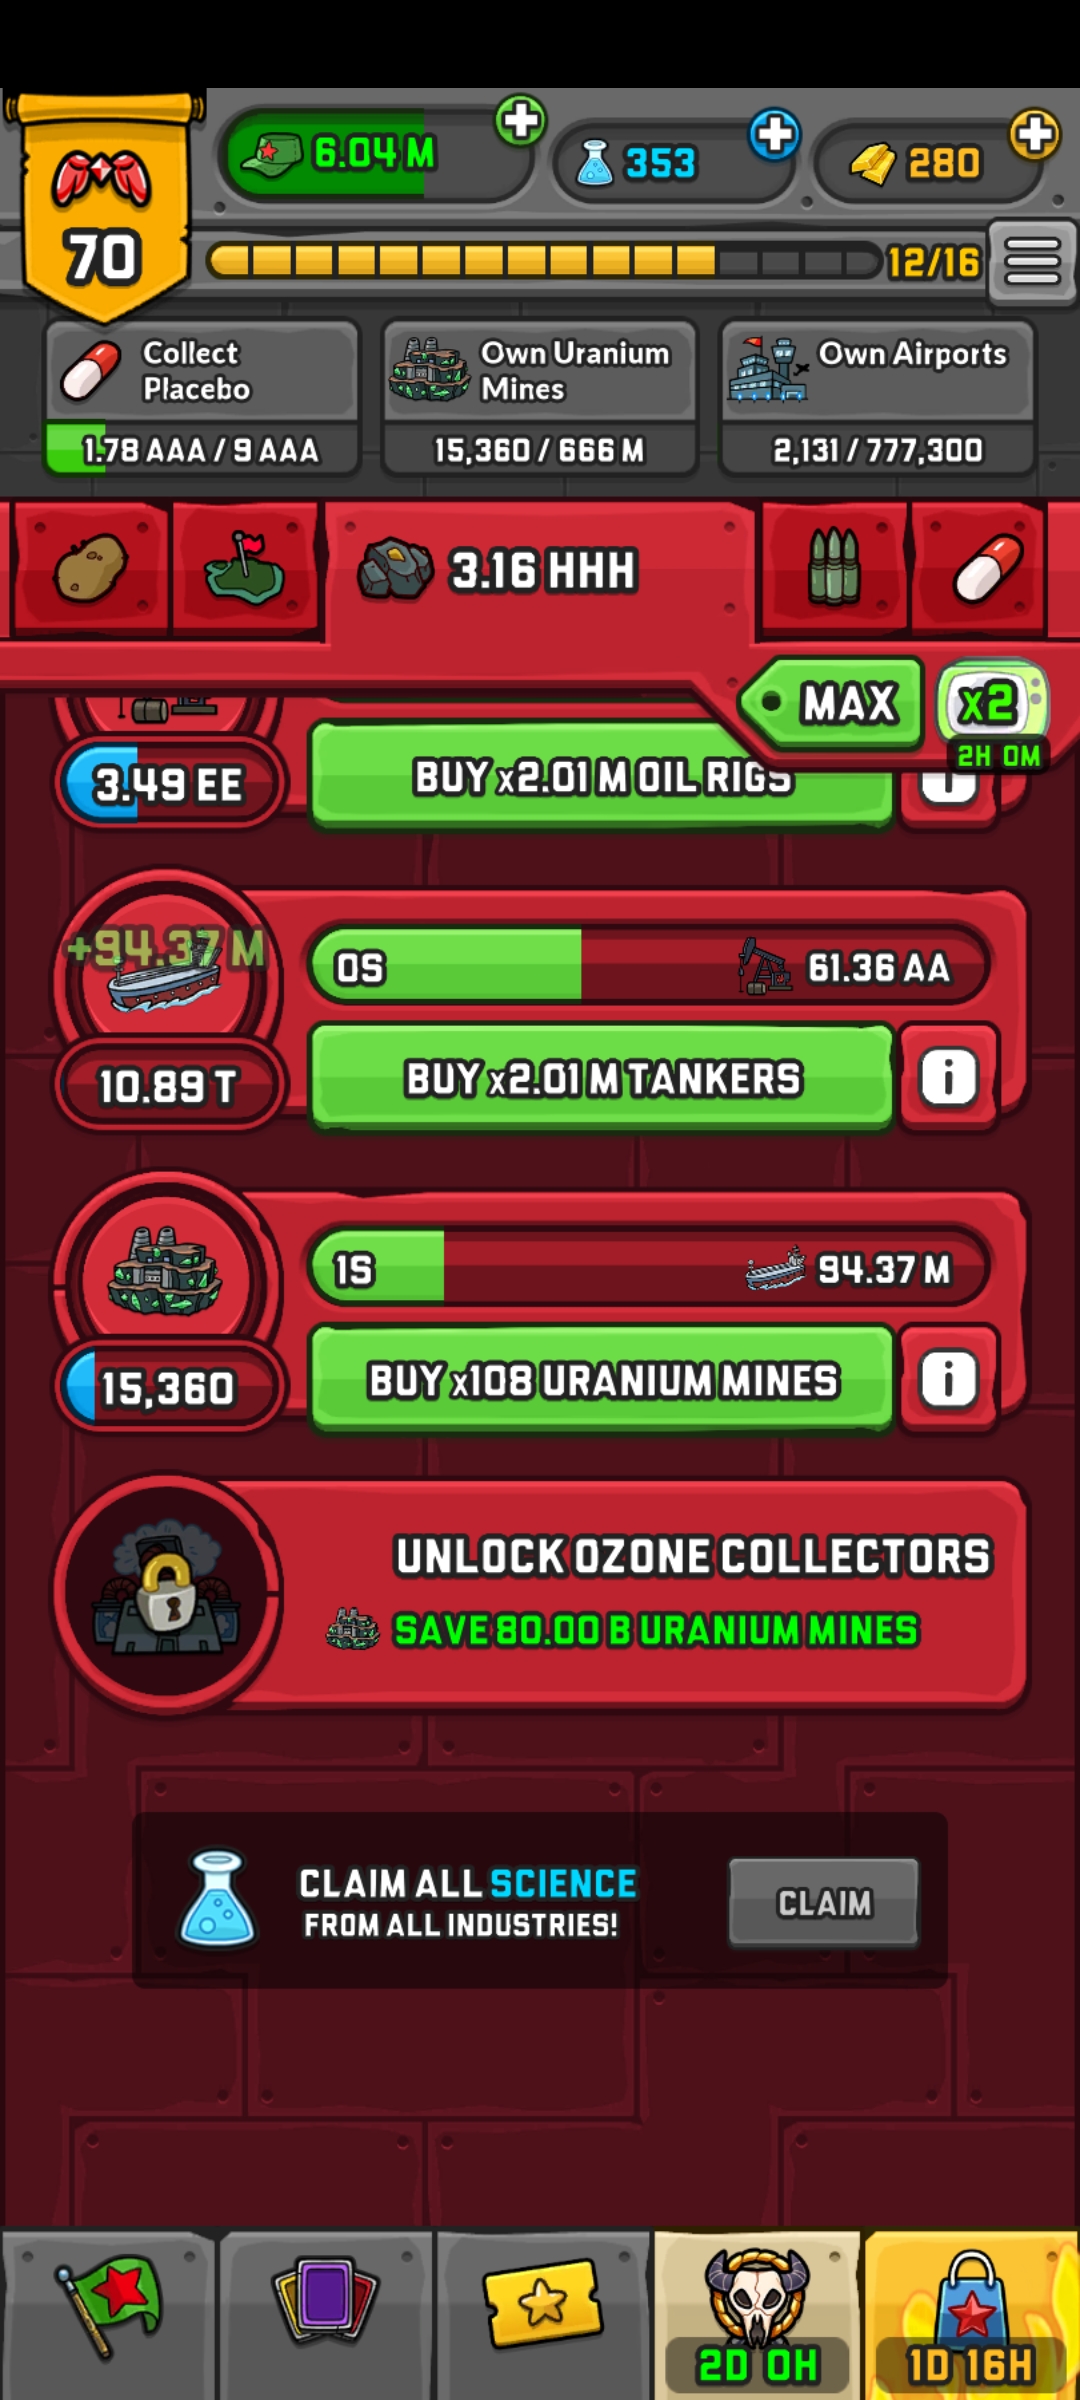 6.04 M
353
280
70
12/16
Collect
Placebo
1.78 AAA / 9 AAA
Own Uranium
Mines
15,360 / 666 M
Own Airports
2,131 / 777,300
3.16 HHH
MAX
x2
2H 0M
3.49 EE
BUY x2.01 M OIL RIGS
+94.37 M
0S
61.36 AA
10.89 T
BUY x2.01 M TANKERS
i
1S
94.37 M
15,360
BUY x108 URANIUM MINES
i
UNLOCK OZONE COLLECTORS
SAVE 80.00 B URANIUM MINES
CLAIM ALL SCIENCE
FROM ALL INDUSTRIES!
CLAIM
2D 0H
1D 16H